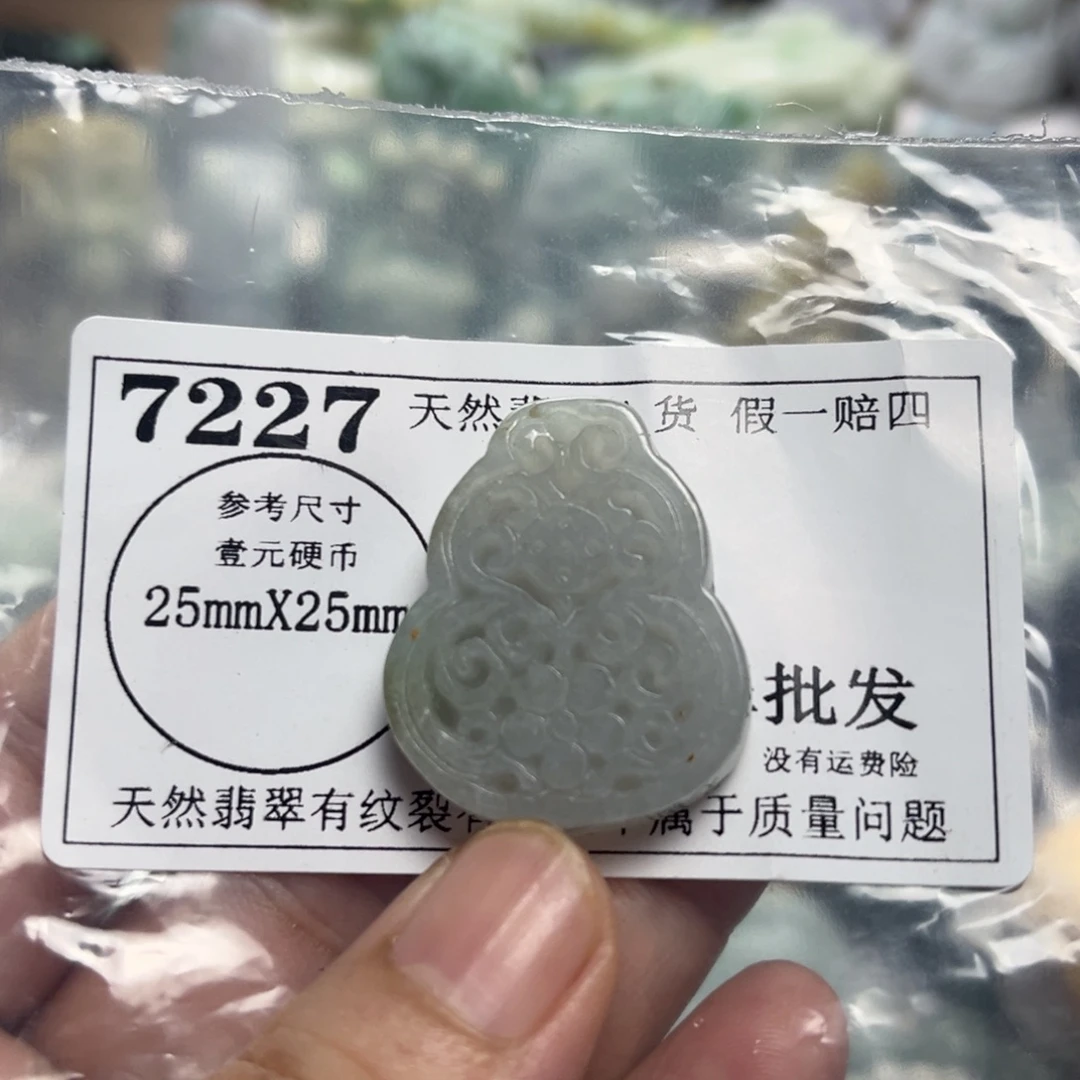 7227 天然 货 假一赔四
参考尺寸
壹元硬币
25mmX25mm
批发
没有运费险
天然翡翠有纹裂 属于质量问题